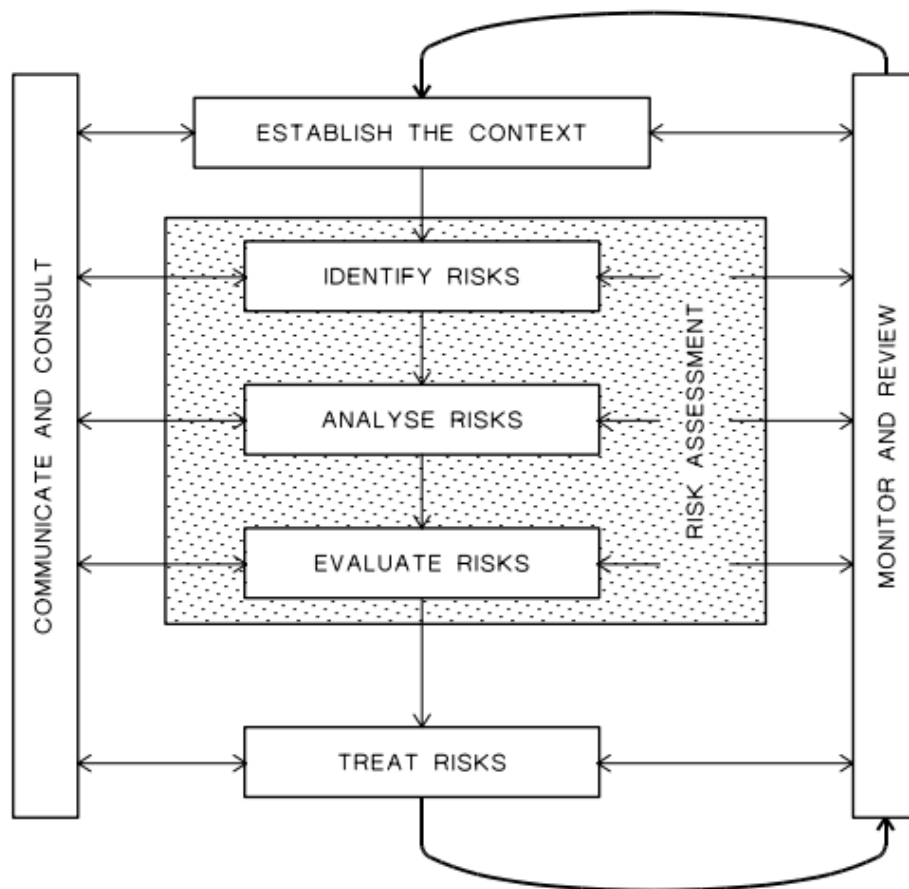 ESTABLISH THE CONTEXT
IDENTIFY RISKS
ANALYSE RISKS
EVALUATE RISKS
TREAT RISKS
COMMUNICATE AND CONSULT
RISK ASSESSMENT
MONITOR AND REVIEW